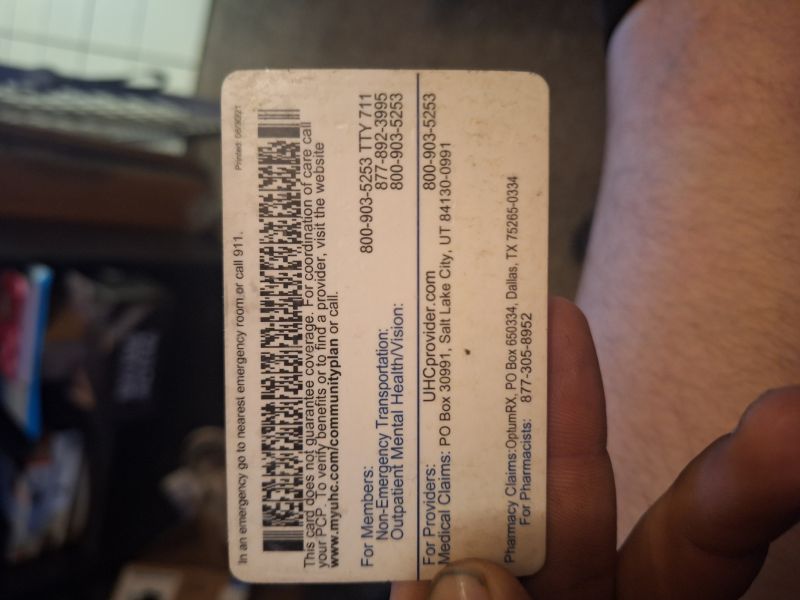 In an emergency go to nearest emergency room or call 911.
Printed: 06/30/21
This card does not guarantee coverage. For coordination of care call
your PCP. To verify benefits or to find a provider, visit the website
www.myuhc.com/communityplan or call.
For Members: 800-903-5253 TTY 711
Non-Emergency Transportation: 877-892-3995
Outpatient Mental Health/Vision: 800-903-5253
For Providers: UHCprovider.com 800-903-5253
Medical Claims: PO Box 30991, Salt Lake City, UT 84130-0991
Pharmacy Claims:OptumRX, PO Box 650334, Dallas, TX 75265-0334
For Pharmacists: 877-305-8952